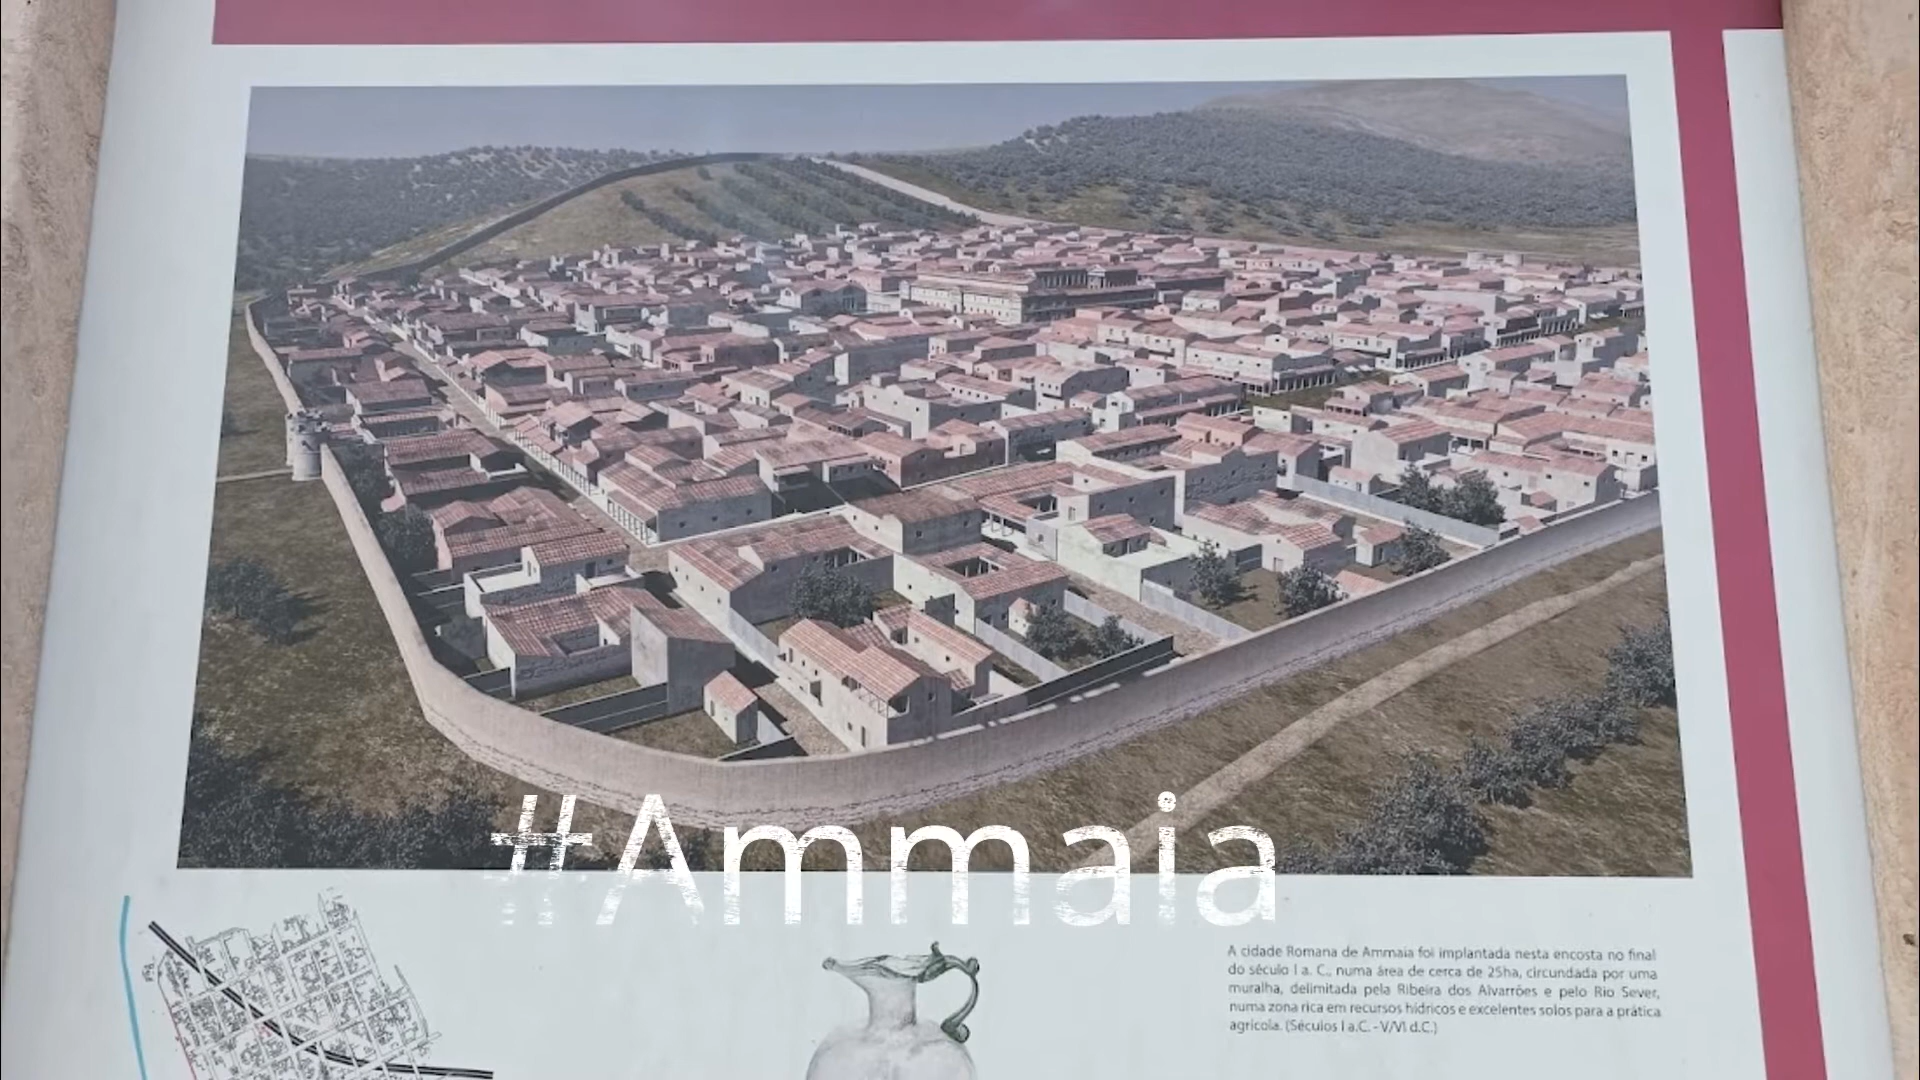 #Ammaia
A cidade Romana de Ammaia foi implantada nesta encosta no final
do século I a. C., numa área de cerca de 25ha, circundada por uma
muralha, delimitada pela Ribeira dos Alvarrões e pelo Rio Sever,
numa zona rica em recursos hídricos e excelentes solos para a prática
agrícola. (Séculos I a.C. - V/VI d.C.)